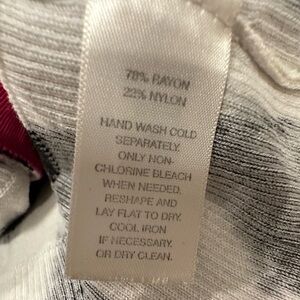 78% RAYON
22% NYLON
HAND WASH COLD
SEPARATELY.
ONLY NON-
CHLORINE BLEACH
WHEN NEEDED.
RESHAPE AND
LAY FLAT TO DRY.
COOL IRON
IF NECESSARY.
OR DRY CLEAN.